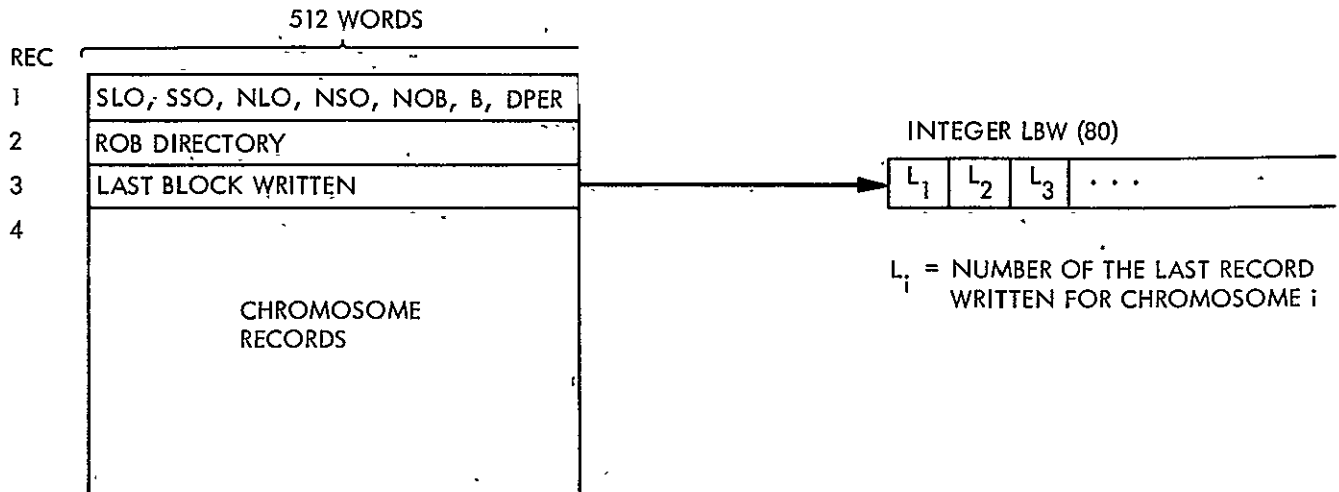 512 WORDS
REC
1 SLO, SSO, NLO, NSO, NOB, B, DPER
2 ROB DIRECTORY
3 LAST BLOCK WRITTEN
4
CHROMOSOME
RECORDS
INTEGER LBW (80)
L1 L2 L3 ...
Li = NUMBER OF THE LAST RECORD
WRITTEN FOR CHROMOSOME i